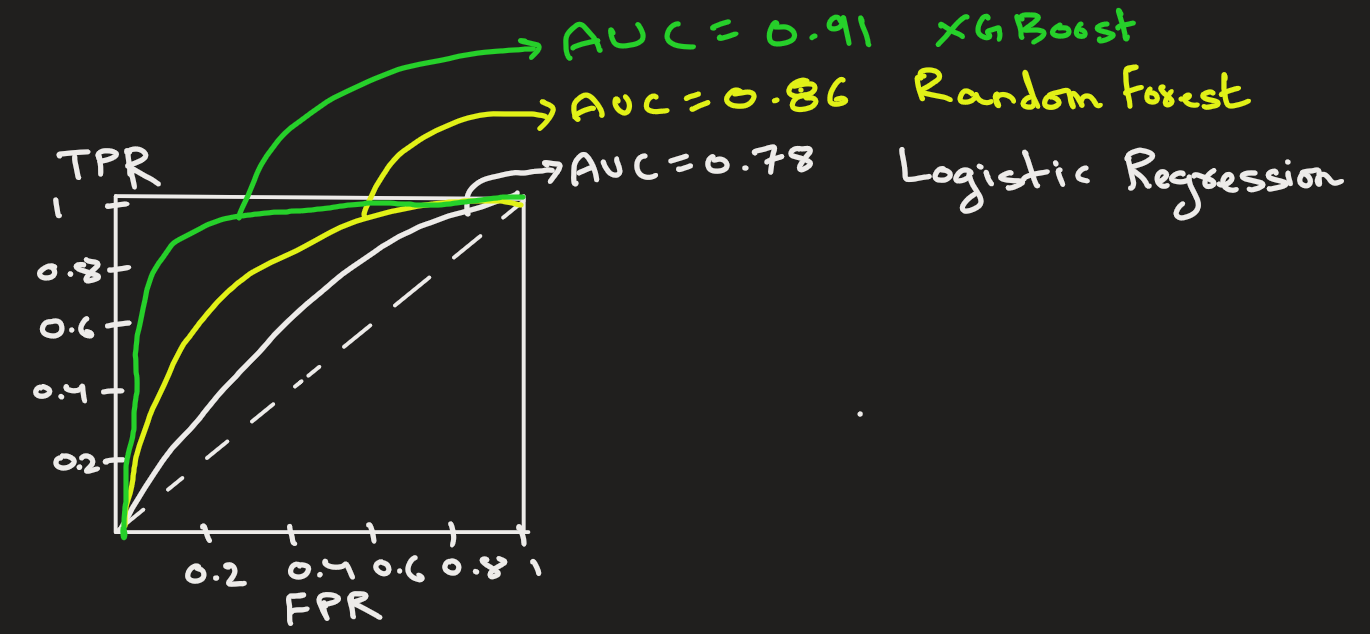 AUC = 0.91 XGBoost
AUC = 0.86 Random Forest
AUC = 0.78 Logistic Regression
TPR
1
0.8
0.6
0.4
0.2
0.2 0.4 0.6 0.8 1
FPR